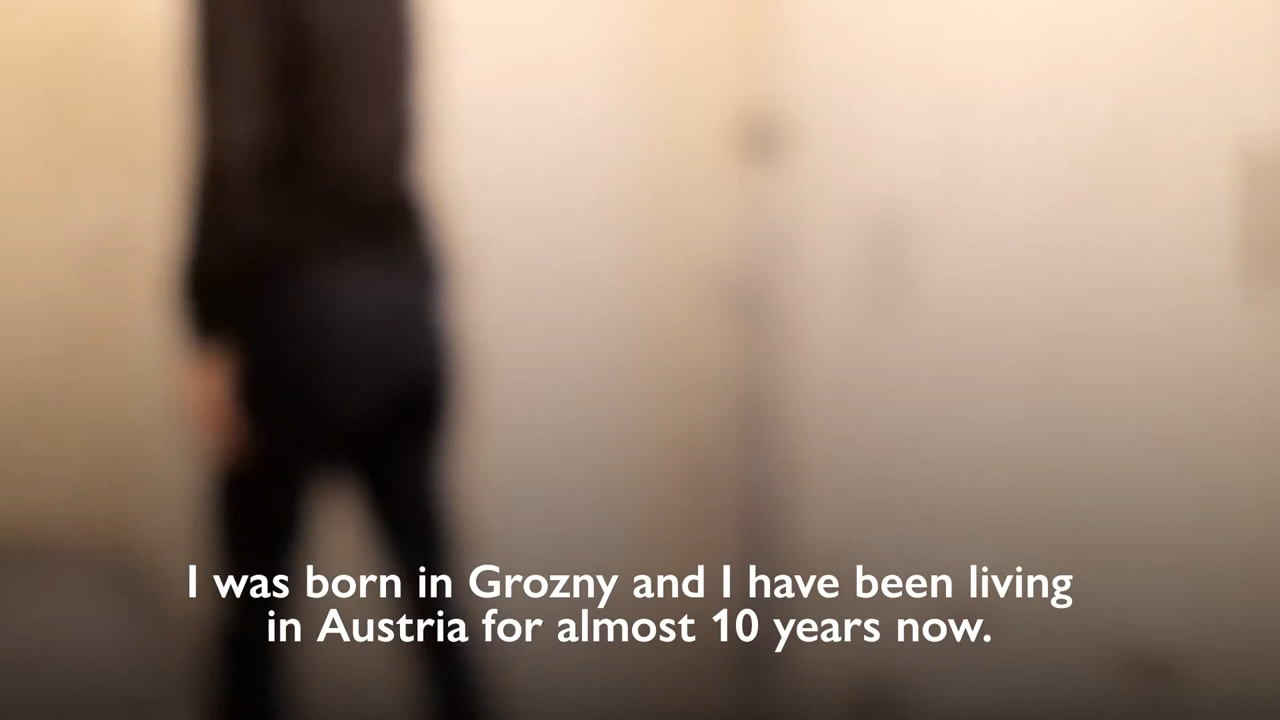 I was born in Grozny and I have been living
in Austria for almost 10 years now.